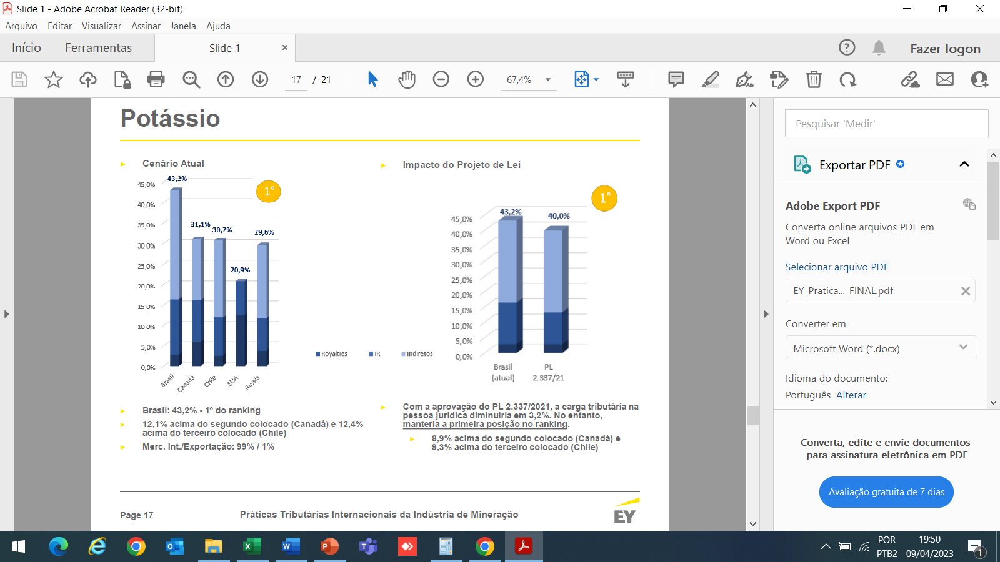 Slide 1 - Adobe Acrobat Reader (32-bit)
Arquivo Editar Visualizar Assinar Janela Ajuda
Início Ferramentas Slide 1 × ? Fazer logon
17 / 21 67,4%
Potássio
Cenário Atual
43,2%
45,0%
40,0%
35,0%
30,0%
25,0%
20,0%
15,0%
10,0%
5,0%
0,0%
31,1%
30,7%
20,9%
29,6%
1°
Brasil
Canadá
Chile
EUA
Russia
Royalties IR Indiretos
Brasil: 43,2% - 1º do ranking
12,1% acima do segundo colocado (Canadá) e 12,4%
acima do terceiro colocado (Chile)
Merc. Int./Exportação: 99% / 1%
Impacto do Projeto de Lei
1°
43,2%
40,0%
45,0%
40,0%
35,0%
30,0%
25,0%
20,0%
15,0%
10,0%
5,0%
0,0%
Brasil
(atual)
PL
2.337/21
Com a aprovação do PL 2.337/2021, a carga tributária na
pessoa jurídica diminuiria em 3,2%. No entanto,
manteria a primeira posição no ranking.
8,9% acima do segundo colocado (Canadá) e
9,3% acima do terceiro colocado (Chile)
Page 17
Práticas Tributárias Internacionais da Indústria de Mineração
EY
Pesquisar 'Medir'
Exportar PDF
Adobe Export PDF
Converta online arquivos PDF em
Word ou Excel
Selecionar arquivo PDF
EY_Pratica..._FINAL.pdf
Converter em
Microsoft Word (*.docx)
Idioma do documento:
Português Alterar
Converta, edite e envie documentos
para assinatura eletrônica em PDF
Avaliação gratuita de 7 dias
POR
PTB2
19:50
09/04/2023
1